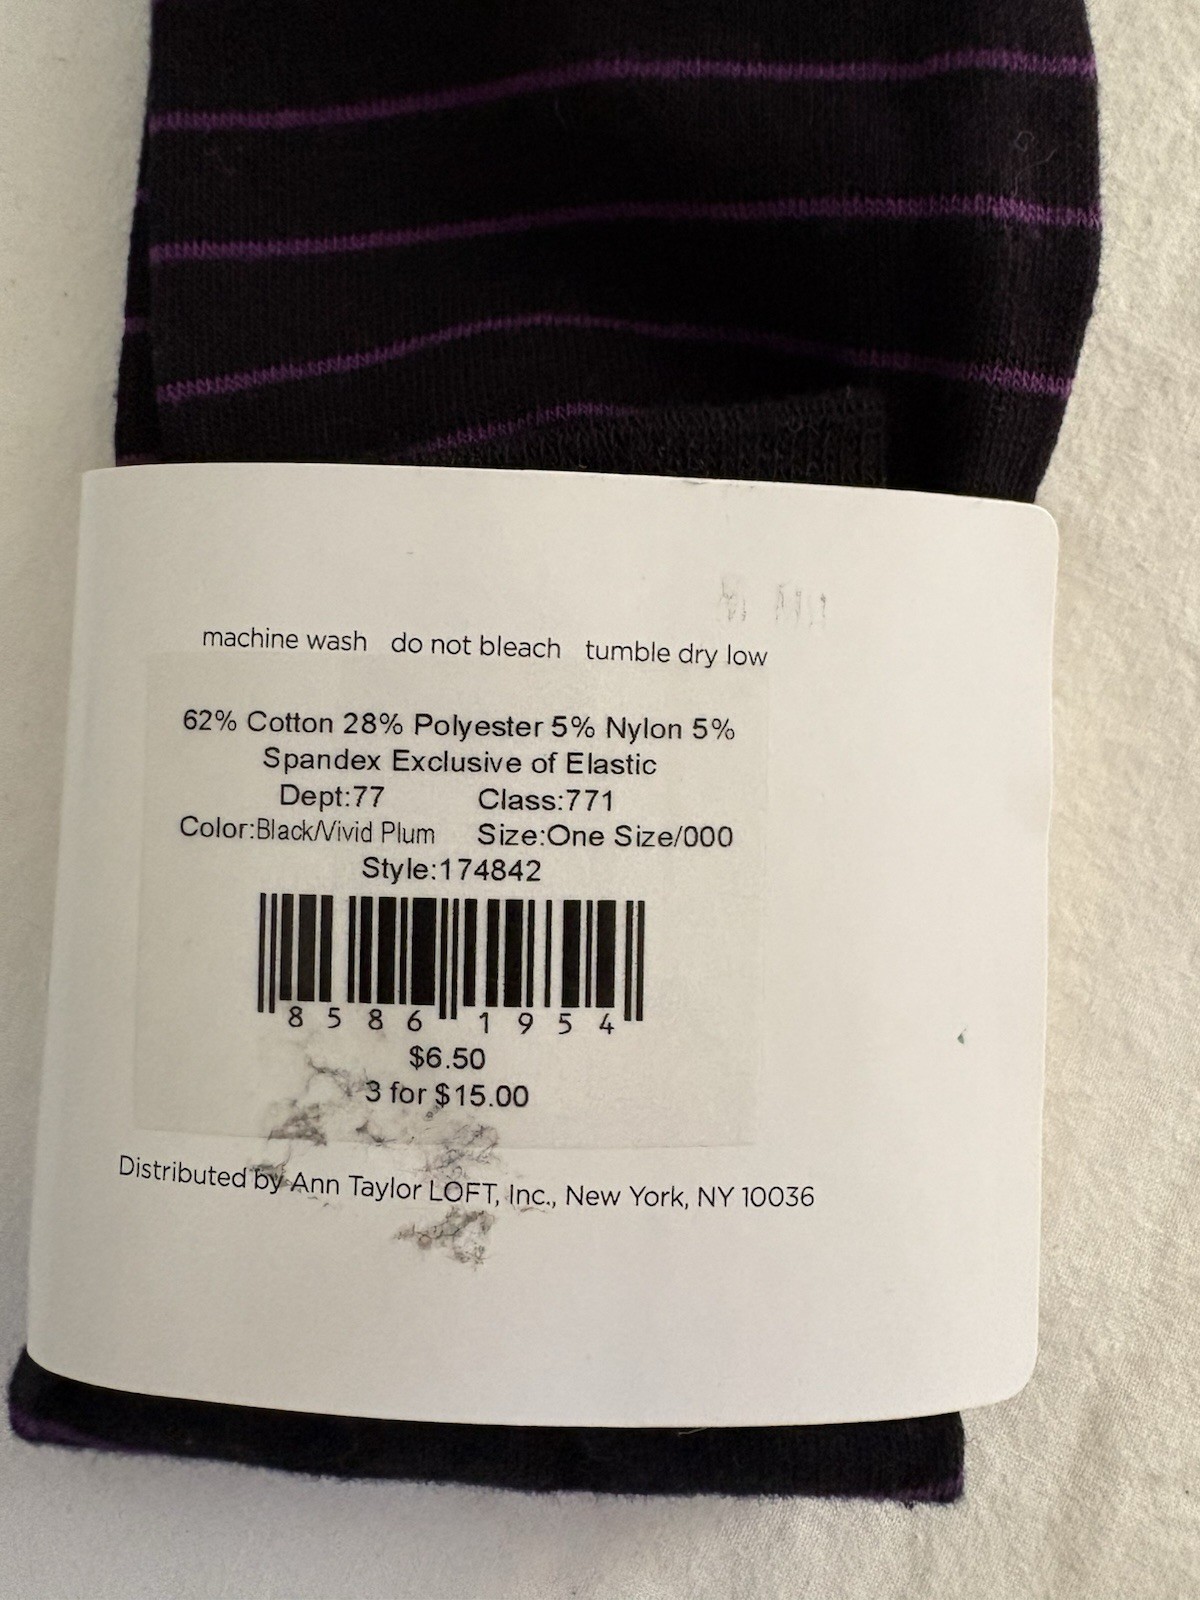 machine wash do not bleach tumble dry low
62% Cotton 28% Polyester 5% Nylon 5%
Spandex Exclusive of Elastic
Dept:77 Class:771
Color:Black/Vivid Plum Size:One Size/000
Style:174842
8586 1954
$6.50
3 for $15.00
Distributed by Ann Taylor LOFT, Inc., New York, NY 10036